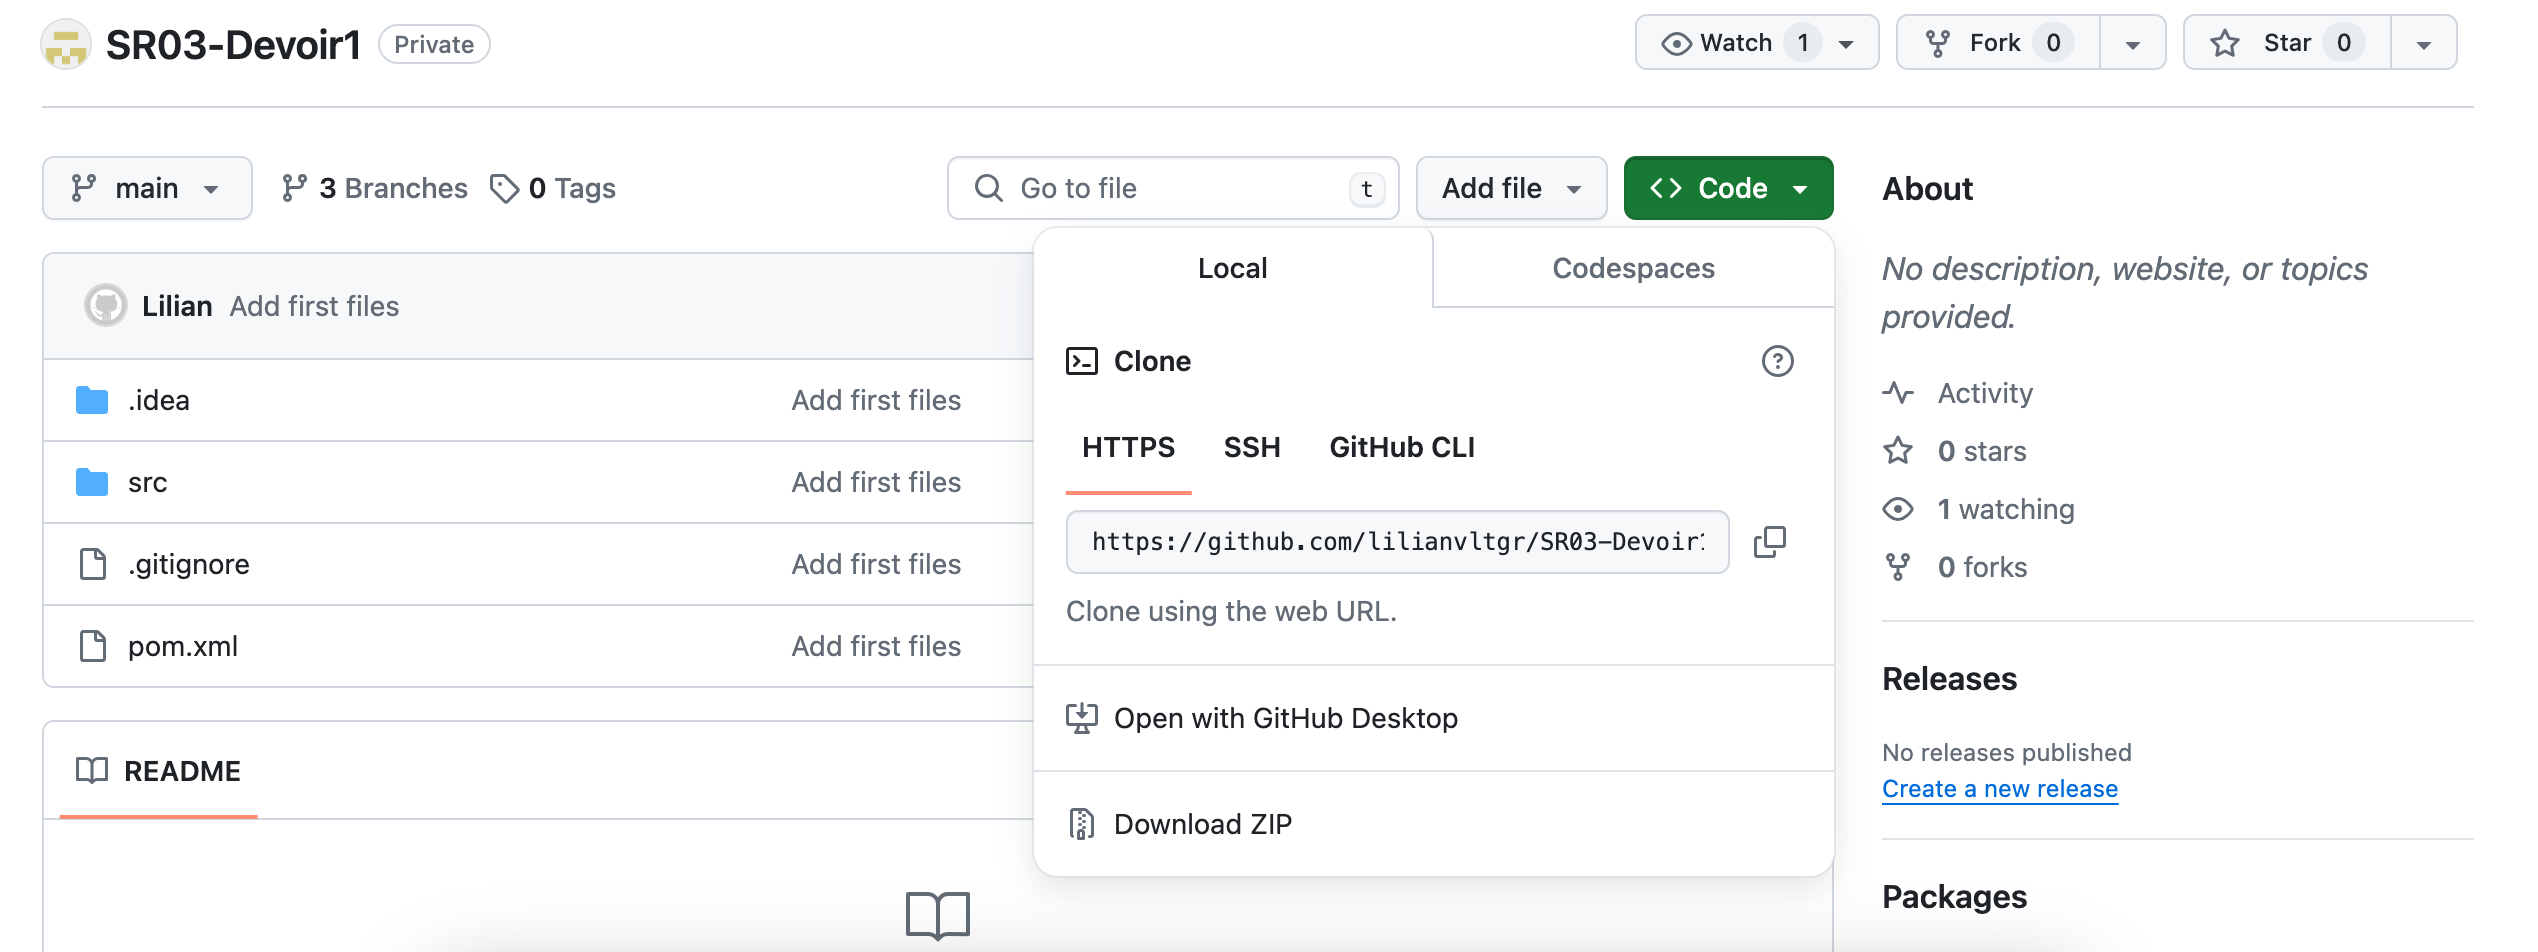 SR03-Devoir1 Private
Watch 1
Fork 0
Star 0
main
3 Branches
0 Tags
Go to file t
Add file
<> Code
Lilian Add first files
.idea Add first files
src Add first files
.gitignore Add first files
pom.xml Add first files
README
Local
Codespaces
Clone
HTTPS SSH GitHub CLI
https://github.com/lilianvltgr/SR03-Devoir1
Clone using the web URL.
Open with GitHub Desktop
Download ZIP
About
No description, website, or topics
provided.
Activity
0 stars
1 watching
0 forks
Releases
No releases published
Create a new release
Packages